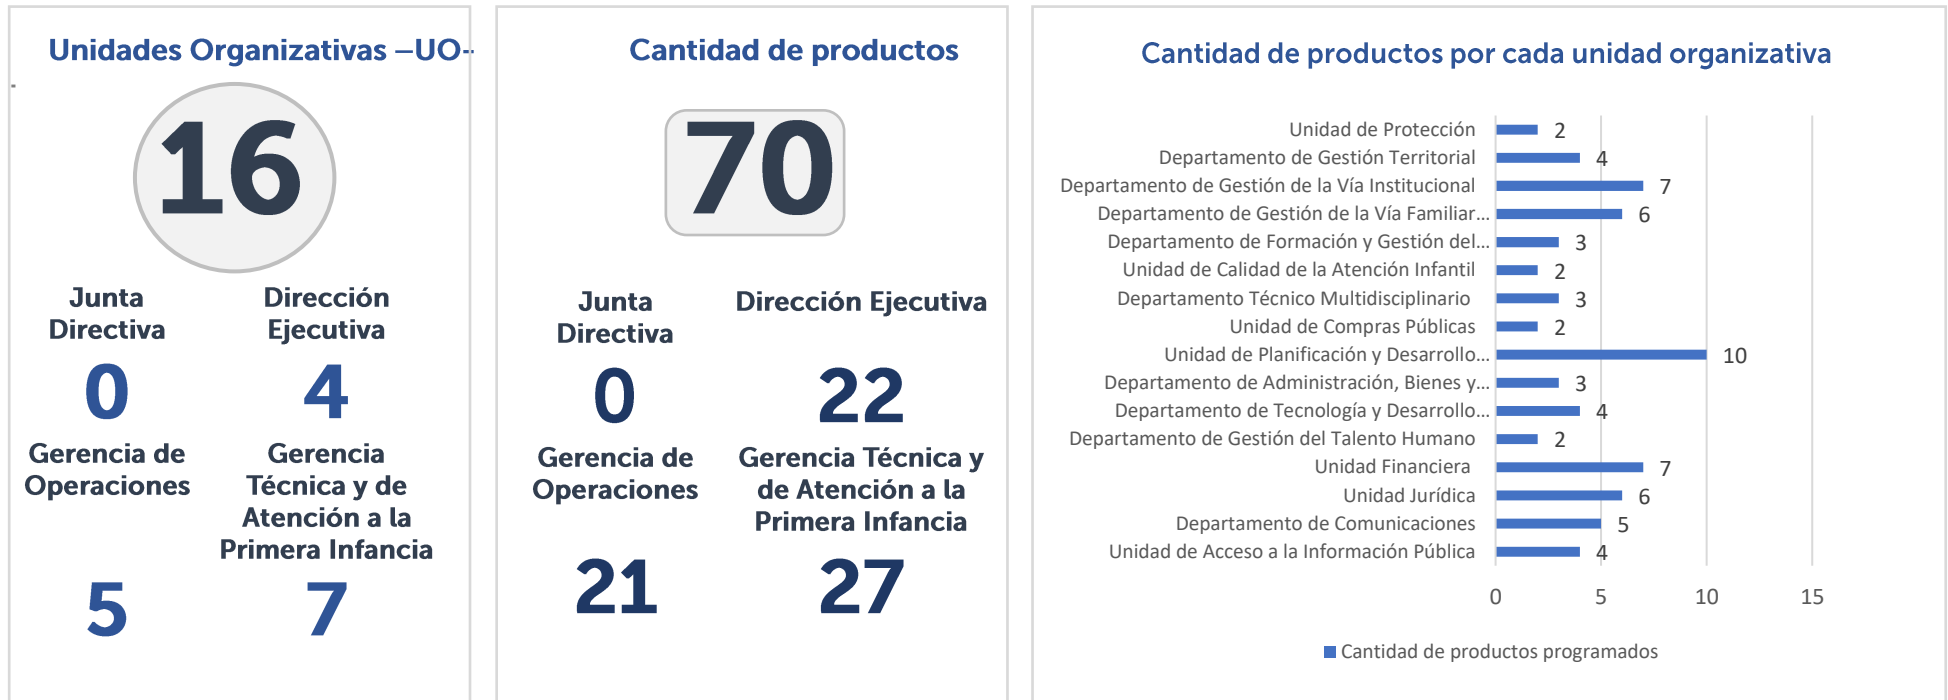 Unidades Organizativas –UO-
-
16
Junta
Directiva
0
Dirección
Ejecutiva
4
Gerencia de
Operaciones
5
Gerencia
Técnica y de
Atención a la
Primera Infancia
7
Cantidad de productos
70
Junta
Directiva
0
Dirección Ejecutiva
22
Gerencia de
Operaciones
21
Gerencia Técnica y
de Atención a la
Primera Infancia
27
Cantidad de productos por cada unidad organizativa
Unidad de Protección 2
Departamento de Gestión Territorial 4
Departamento de Gestión de la Vía Institucional 7
Departamento de Gestión de la Vía Familiar... 6
Departamento de Formación y Gestión del... 3
Unidad de Calidad de la Atención Infantil 2
Departamento Técnico Multidisciplinario 3
Unidad de Compras Públicas 2
Unidad de Planificación y Desarrollo... 10
Departamento de Administración, Bienes y... 3
Departamento de Tecnología y Desarrollo... 4
Departamento de Gestión del Talento Humano 2
Unidad Financiera 7
Unidad Jurídica 6
Departamento de Comunicaciones 5
Unidad de Acceso a la Información Pública 4
0 5 10 15
Cantidad de productos programados